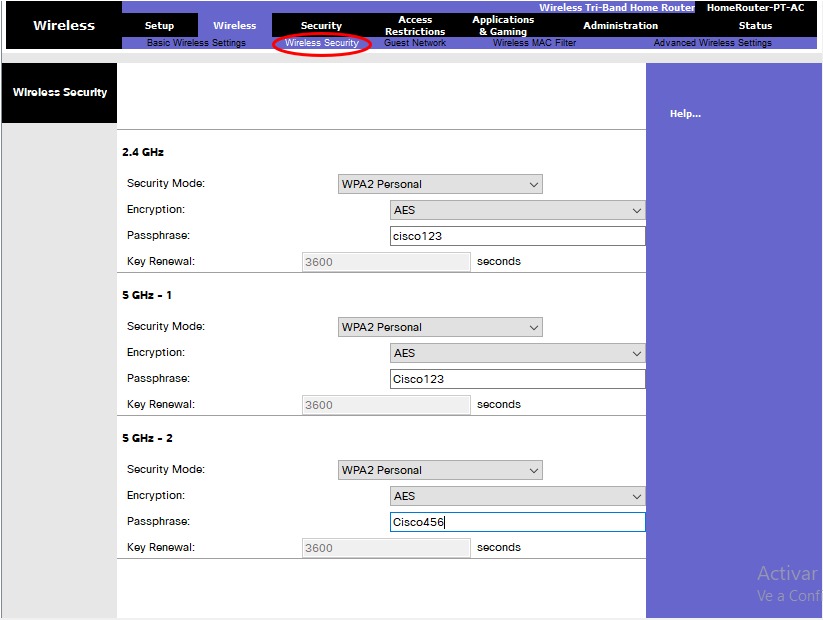 Wireless Tri-Band Home Router HomeRouter-PT-AC
Wireless Setup Wireless Security Access Restrictions Applications & Gaming Administration Status
Basic Wireless Settings Wireless Security Guest Network Wireless MAC Filter Advanced Wireless Settings
Wireless Security
Help...
2.4 GHz
Security Mode: WPA2 Personal
Encryption: AES
Passphrase: cisco123
Key Renewal: 3600 seconds
5 GHz - 1
Security Mode: WPA2 Personal
Encryption: AES
Passphrase: Cisco123
Key Renewal: 3600 seconds
5 GHz - 2
Security Mode: WPA2 Personal
Encryption: AES
Passphrase: Cisco456
Key Renewal: 3600 seconds
Activar
Ve a Conf